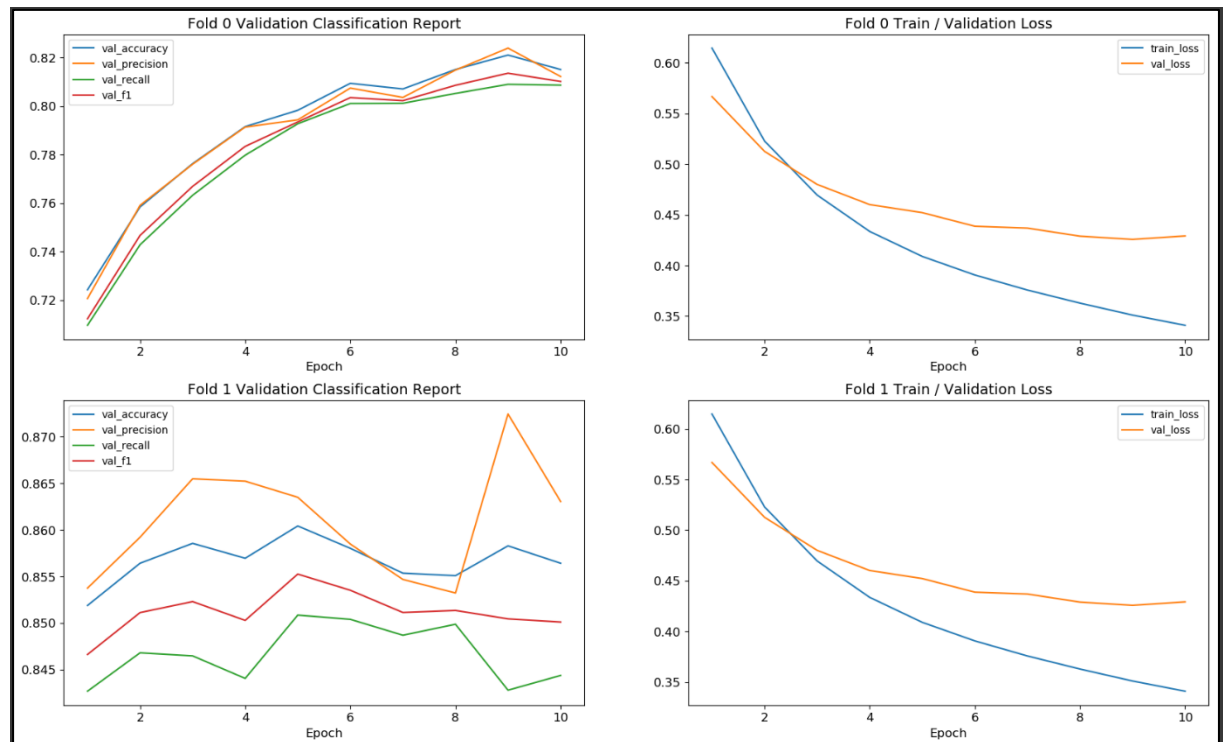 Fold 0 Validation Classification Report
val_accuracy
val_precision
val_recall
val_f1
0.82
0.80
0.78
0.76
0.74
0.72
2 4 6 8 10
Epoch
Fold 0 Train / Validation Loss
train_loss
val_loss
0.60
0.55
0.50
0.45
0.40
0.35
2 4 6 8 10
Epoch
Fold 1 Validation Classification Report
val_accuracy
val_precision
val_recall
val_f1
0.870
0.865
0.860
0.855
0.850
0.845
2 4 6 8 10
Epoch
Fold 1 Train / Validation Loss
train_loss
val_loss
0.60
0.55
0.50
0.45
0.40
0.35
2 4 6 8 10
Epoch